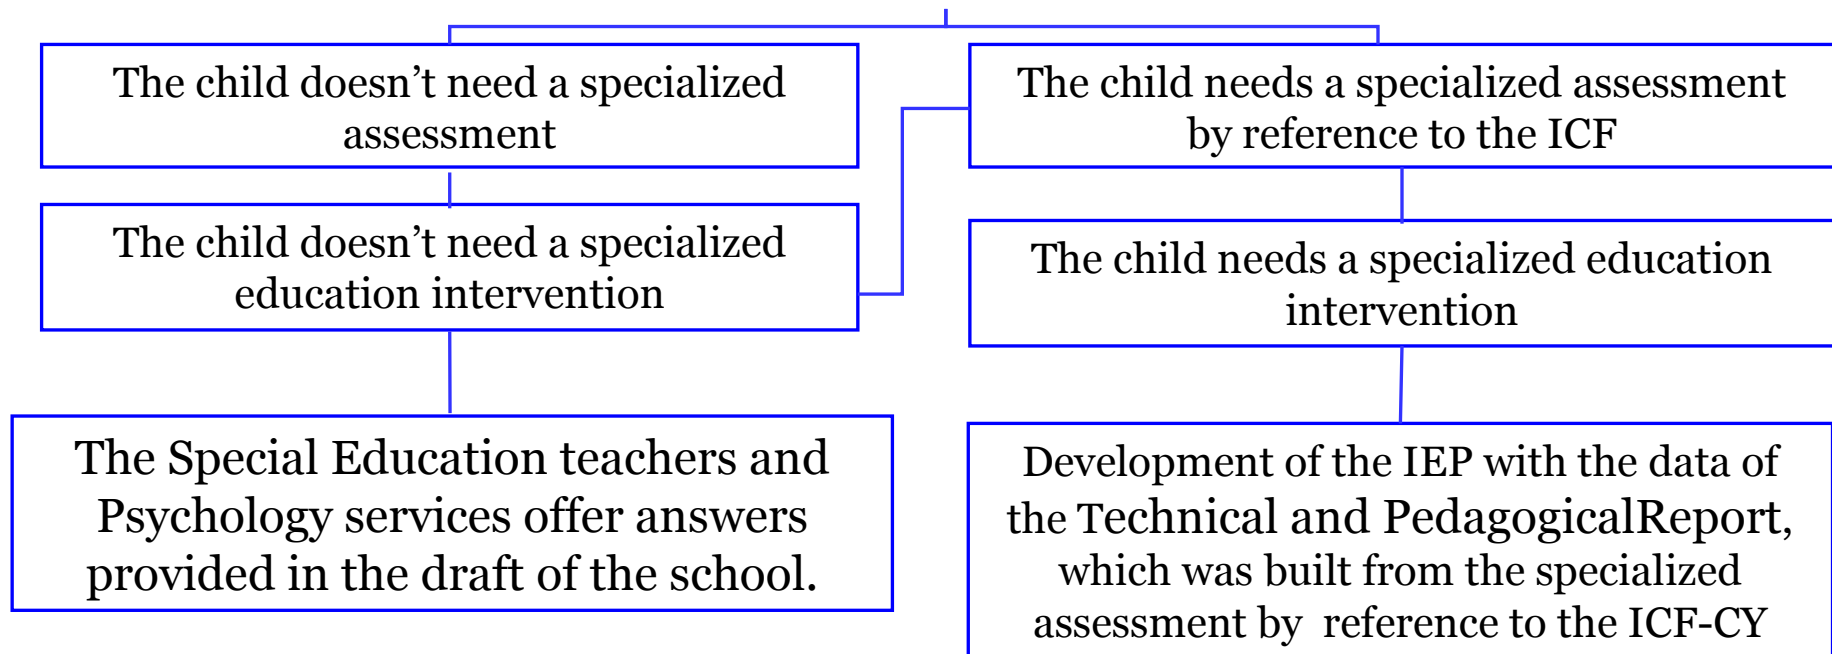 The child doesn’t need a specialized
assessment
The child needs a specialized assessment
by reference to the ICF
The child doesn’t need a specialized
education intervention
The child needs a specialized education
intervention
The Special Education teachers and
Psychology services offer answers
provided in the draft of the school.
Development of the IEP with the data of
the Technical and PedagogicalReport,
which was built from the specialized
assessment by reference to the ICF-CY